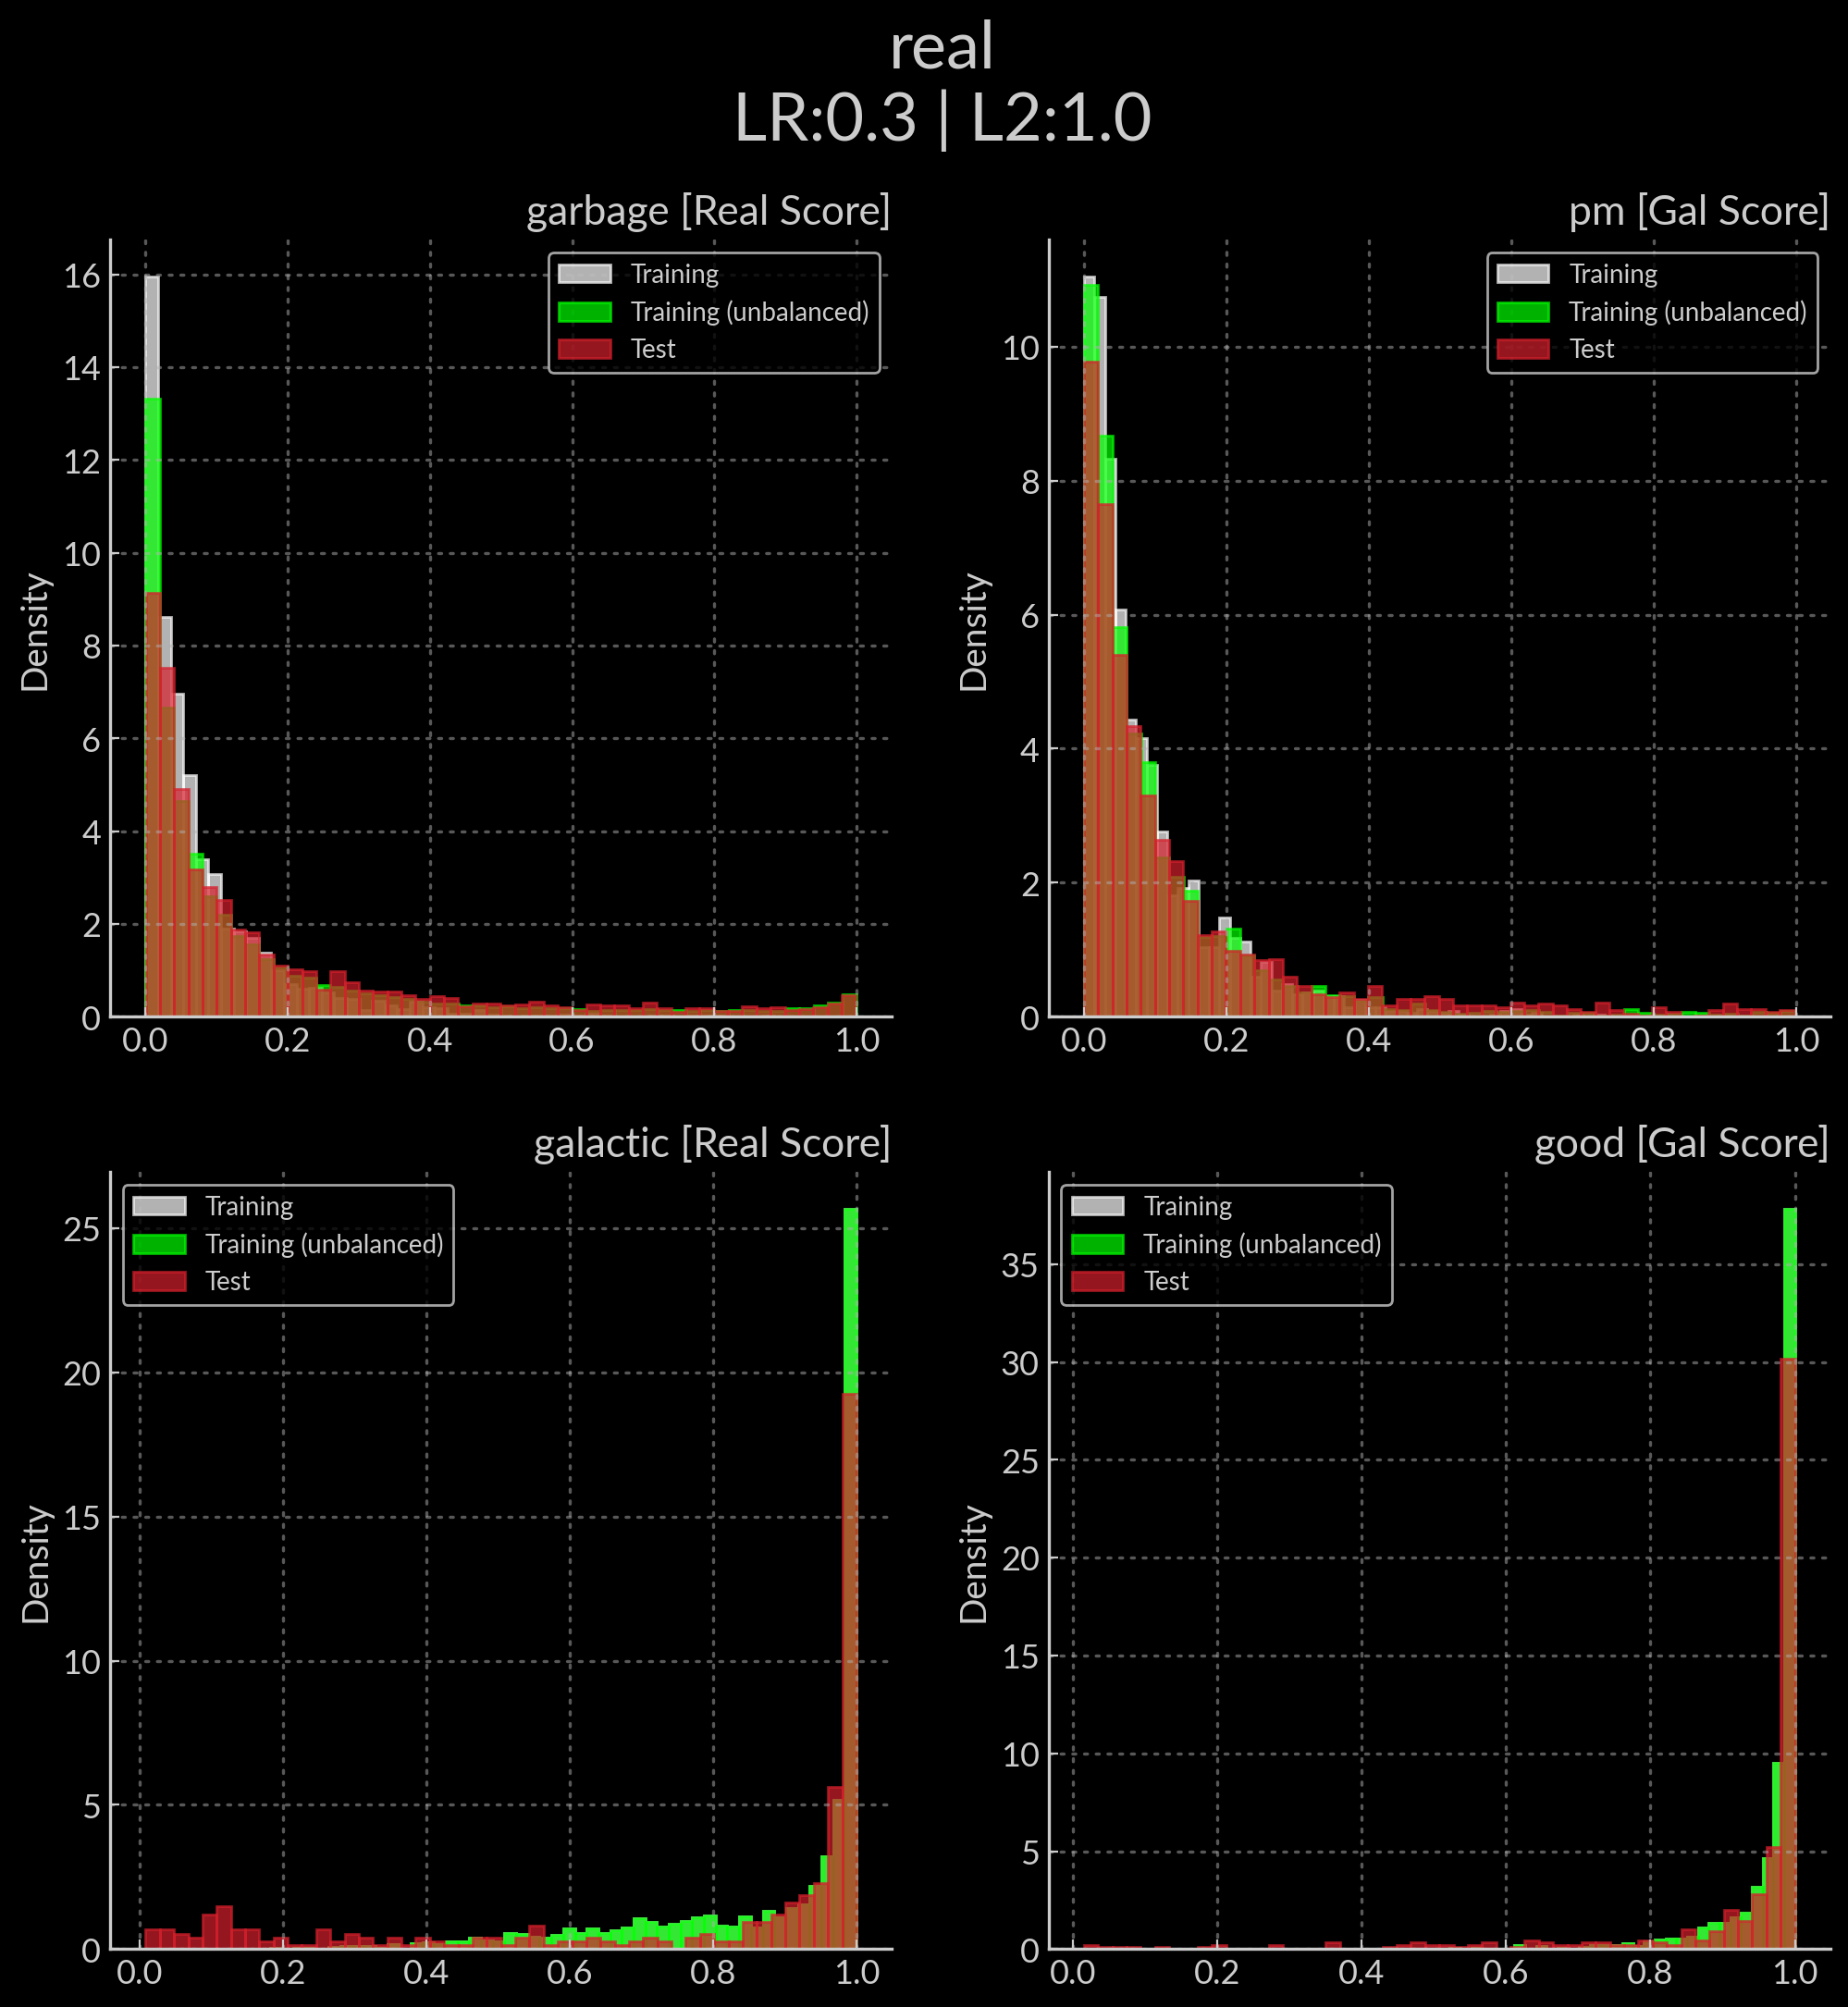 real
LR:0.3 | L2:1.0
garbage [Real Score]
Training
Training (unbalanced)
Test
Density
16
14
12
10
8
6
4
2
0
0.0 0.2 0.4 0.6 0.8 1.0
pm [Gal Score]
Training
Training (unbalanced)
Test
Density
10
8
6
4
2
0
0.0 0.2 0.4 0.6 0.8 1.0
galactic [Real Score]
Training
Training (unbalanced)
Test
Density
25
20
15
10
5
0
0.0 0.2 0.4 0.6 0.8 1.0
good [Gal Score]
Training
Training (unbalanced)
Test
Density
35
30
25
20
15
10
5
0
0.0 0.2 0.4 0.6 0.8 1.0